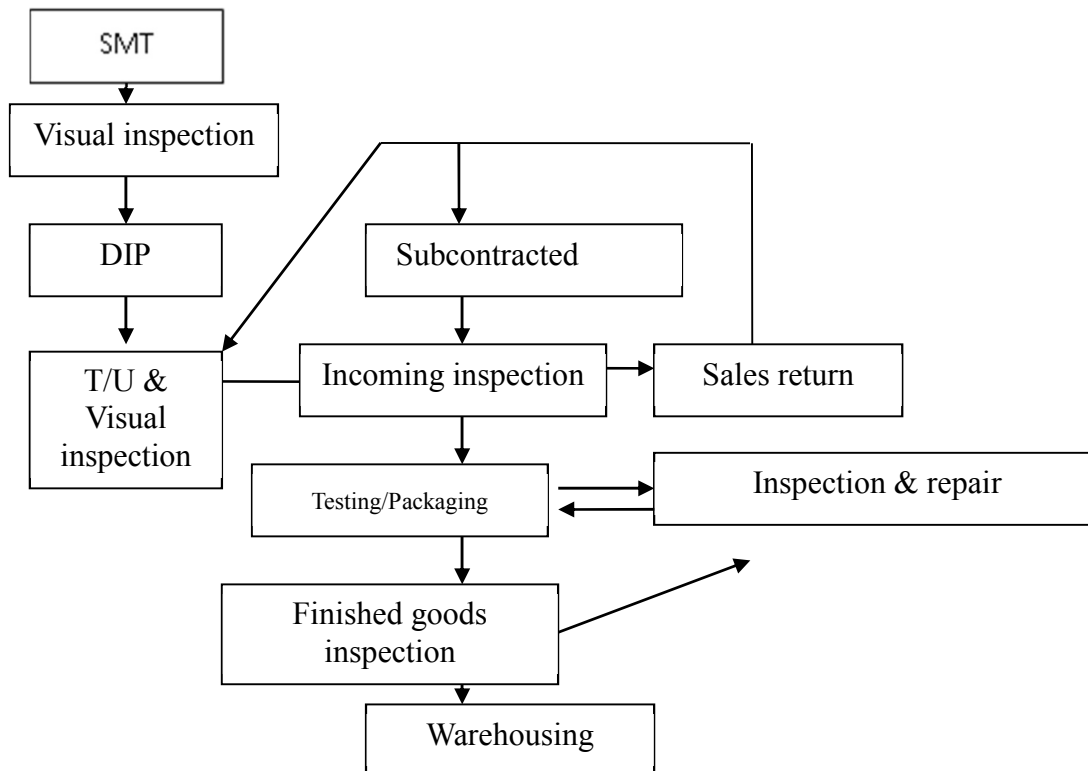 SMT
Visual inspection
DIP
Subcontracted
T/U &
Visual
inspection
Incoming inspection
Sales return
Testing/Packaging
Inspection & repair
Finished goods
inspection
Warehousing